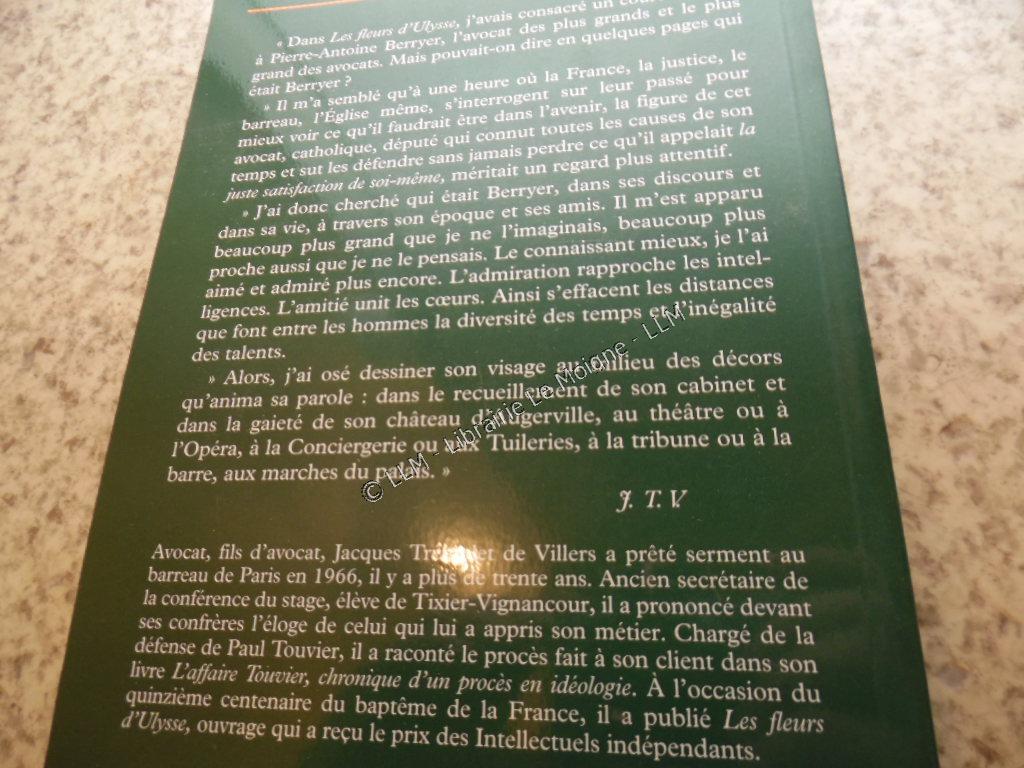 « Dans Les fleurs d'Ulysse, j'avais consacré un
à Pierre-Antoine Berryer, l'avocat des plus grands et le plus
grand des avocats. Mais pouvait-on dire en quelques pages qui
était Berryer ?
» Il m'a semblé qu'à une heure où la France, la justice, le
barreau, l'Église même, s'interrogent sur leur passé pour
mieux voir ce qu'il faudrait être dans l'avenir, la figure de cet
avocat, catholique, député qui connut toutes les causes de son
temps et sut les défendre sans jamais perdre ce qu'il appelait la
juste satisfaction de soi-même, méritait un regard plus attentif.
» J'ai donc cherché qui était Berryer, dans ses discours et
dans sa vie, à travers son époque et ses amis. Il m'est apparu
beaucoup plus grand que je ne l'imaginais, beaucoup plus
proche aussi que je ne le pensais. Le connaissant mieux, je l'ai
aimé et admiré plus encore. L'admiration rapproche les intel-
ligences. L'amitié unit les cœurs. Ainsi s'effacent les distances
que font entre les hommes la diversité des temps et l'inégalité
des talents.
» Alors, j'ai osé dessiner son visage au milieu des décors
qu'anima sa parole : dans le recueillement de son cabinet et
dans la gaieté de son château d'Augerville, au théâtre ou à
l'Opéra, à la Conciergerie ou aux Tuileries, à la tribune ou à la
barre, aux marches du palais. »
J. T. V.
Avocat, fils d'avocat, Jacques de Villers a prêté serment au
barreau de Paris en 1966, il y a plus de trente ans. Ancien secrétaire de
la conférence du stage, élève de Tixier-Vignancour, il a prononcé devant
ses confrères l'éloge de celui qui lui a appris son métier. Chargé de la
défense de Paul Touvier, il a raconté le procès fait à son client dans son
livre L'affaire Touvier, chronique d'un procès en idéologie. À l'occasion du
quinzième centenaire du baptême de la France, il a publié Les fleurs
d'Ulysse, ouvrage qui a reçu le prix des Intellectuels indépendants.
© LLM - Librairie Le Moigne - LLM